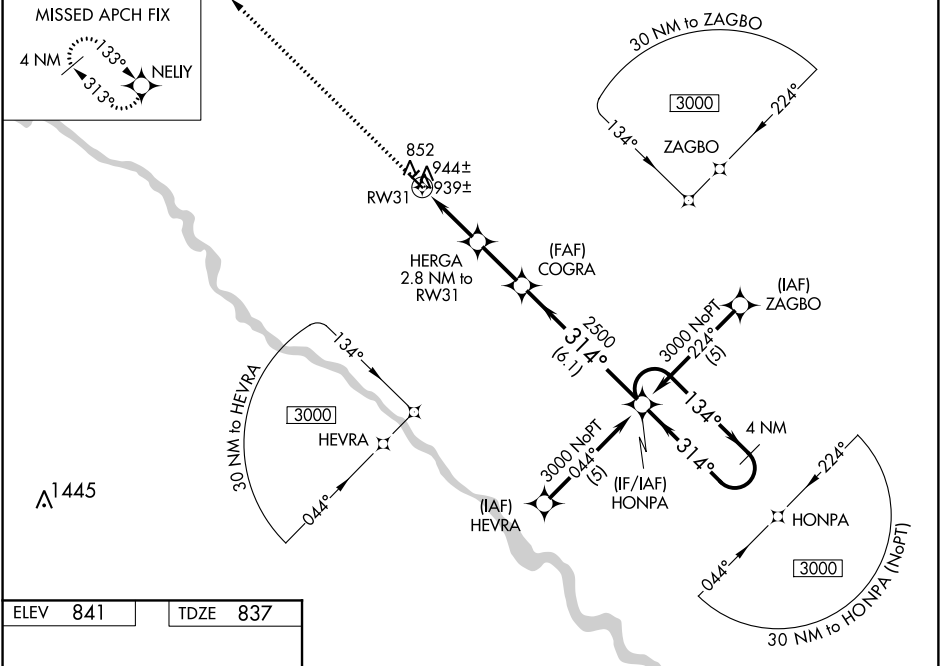 MISSED APCH FIX
4 NM
133°
313°
NELIY
30 NM to ZAGBO
3000
134°
224°
ZAGBO
852
944±
939±
RW31
HERGA
2.8 NM to
RW31
(FAF)
COGRA
(IAF)
ZAGBO
3000 NoPT
224°
(5)
2500
314°
(6.1)
134°
4 NM
314°
30 NM to HEVRA
134°
3000
HEVRA
044°
3000 NoPT
044°
(5)
(IAF)
HEVRA
(IF/IAF)
HONPA
224°
HONPA
044°
3000
30 NM to HONPA (NoPT)
1445
ELEV 841
TDZE 837